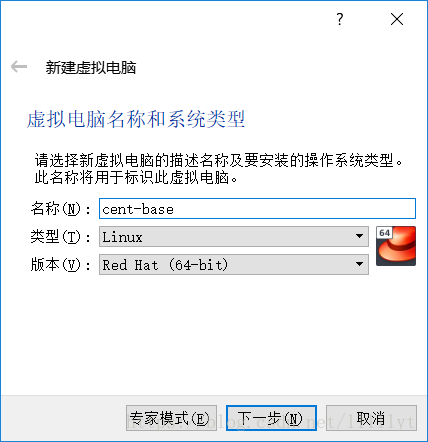 ?
新建虚拟电脑
虚拟电脑名称和系统类型
请选择新虚拟电脑的描述名称及要安装的操作系统类型。
此名称将用于标识此虚拟电脑。
名称(N): cent-base
类型(T): Linux
64
版本(V): Red Hat (64-bit)
专家模式(E) 下一步(N) 取消